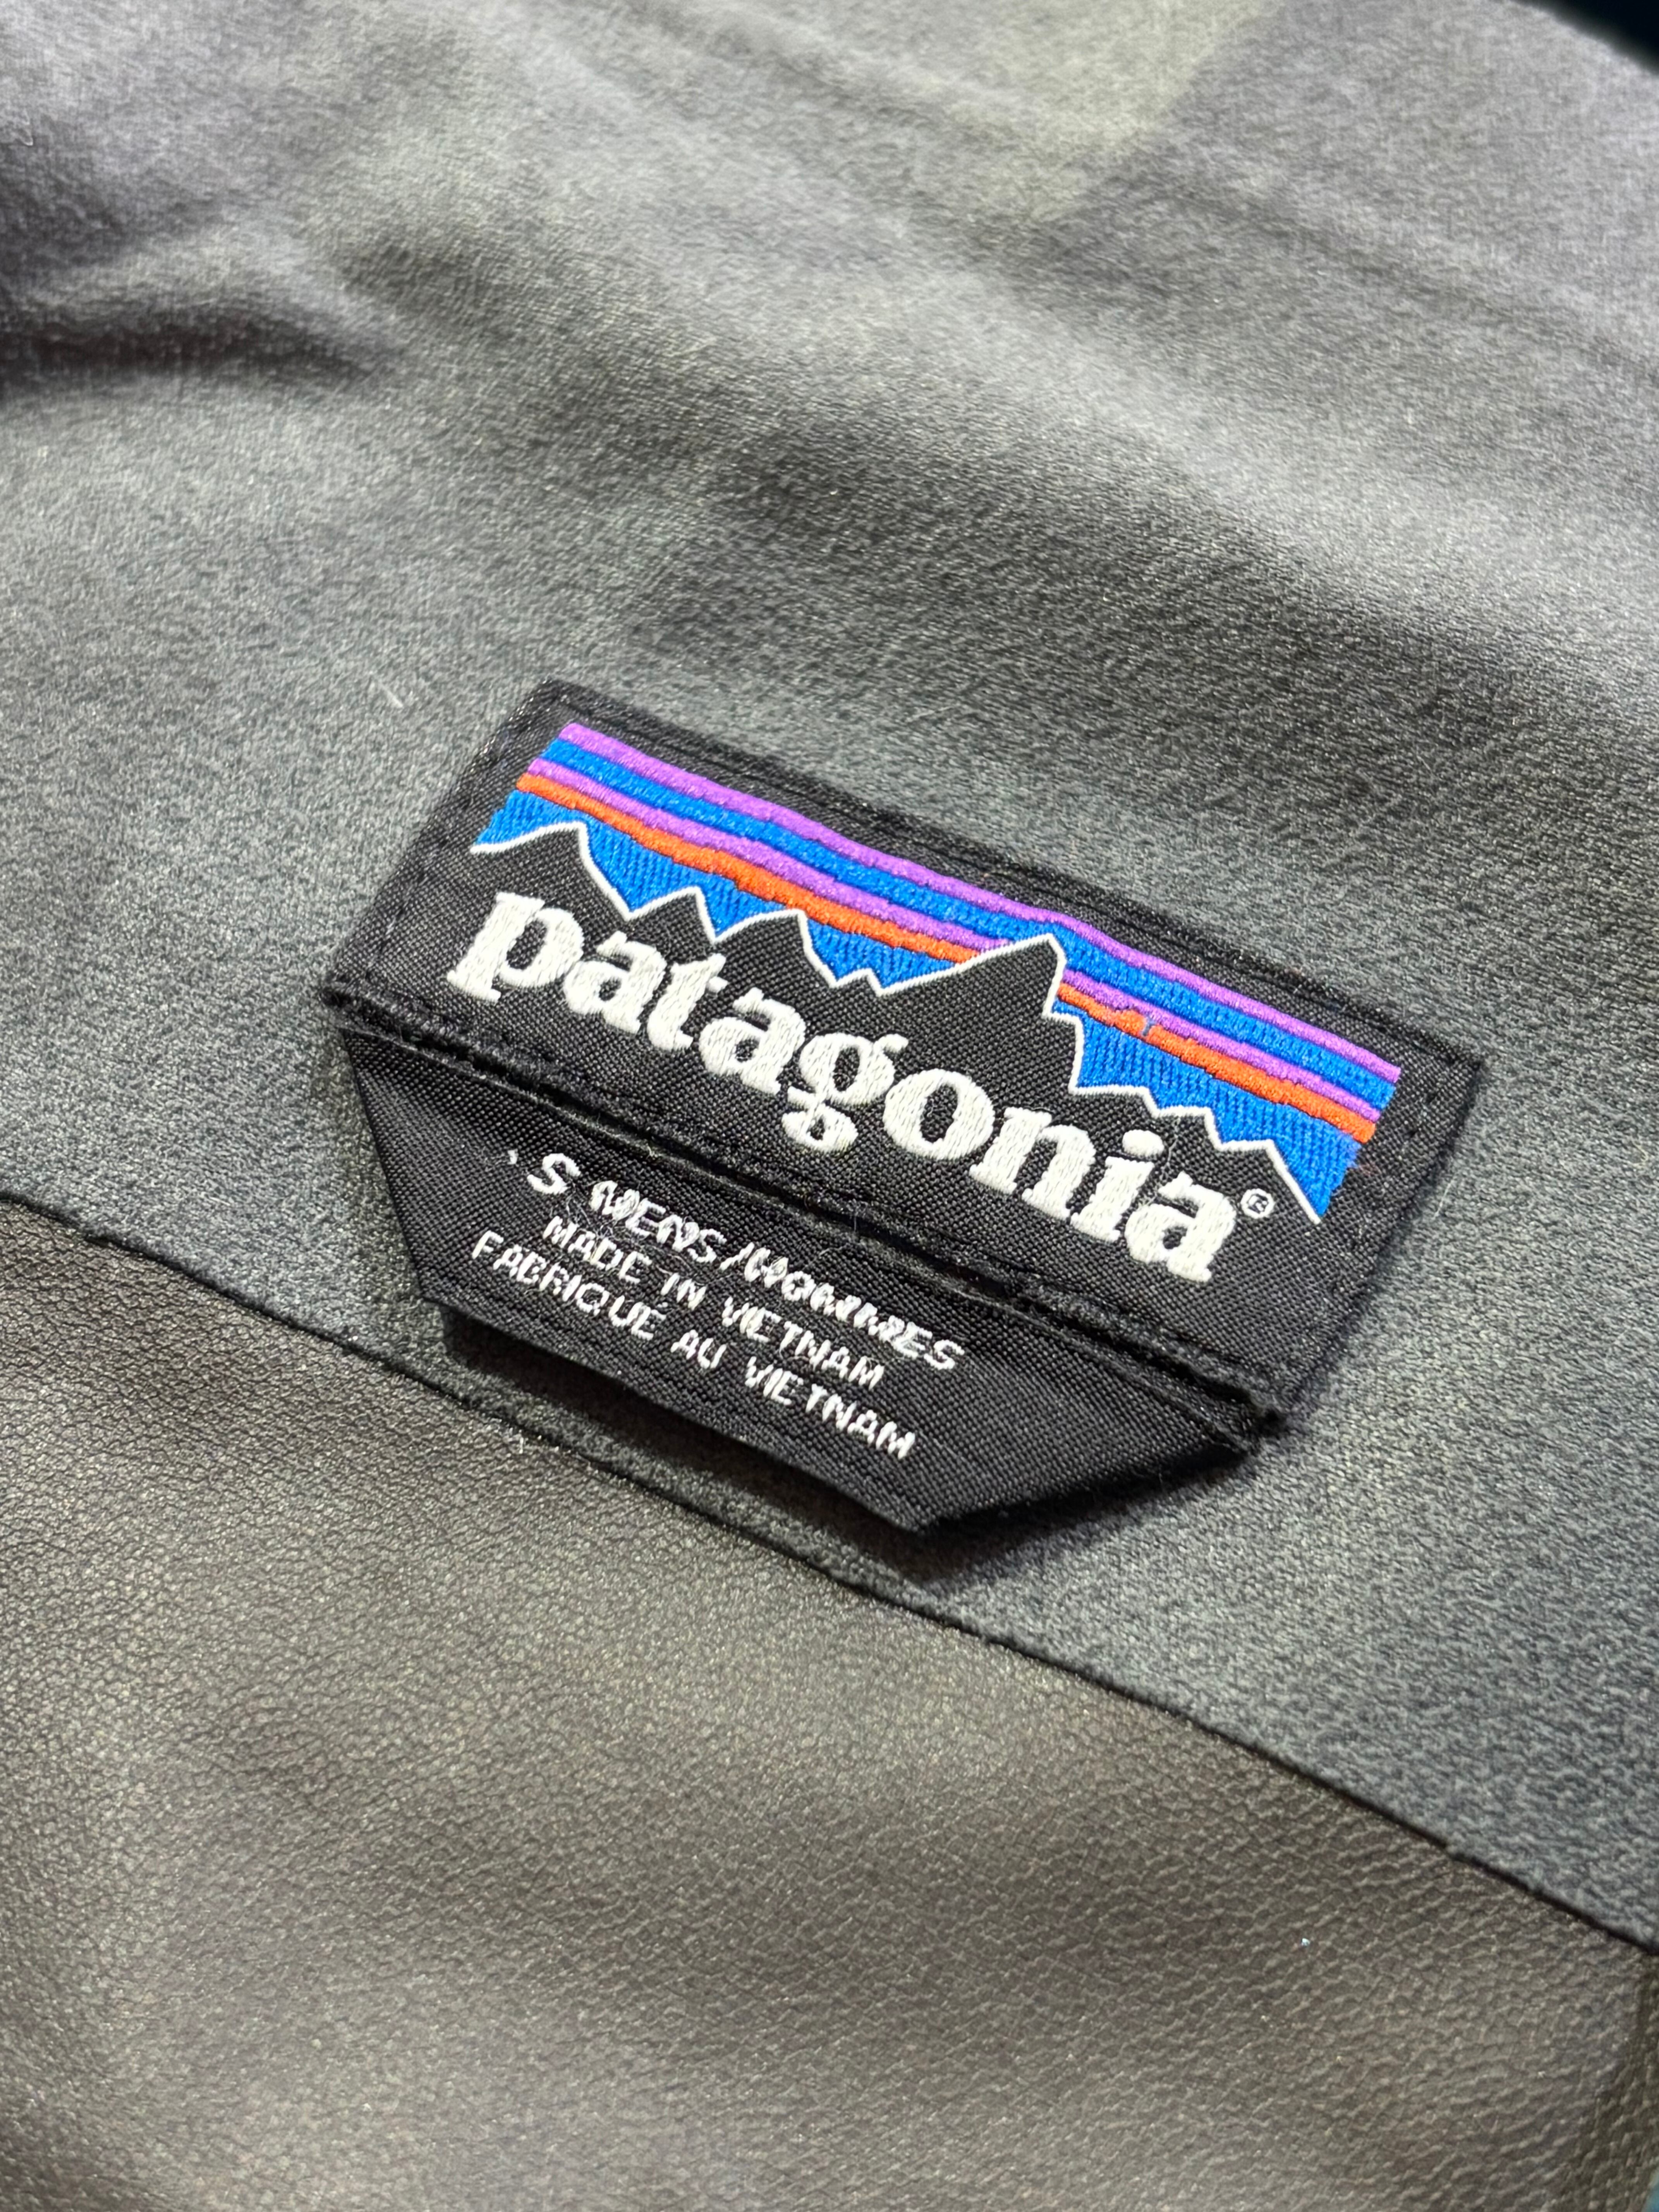 patagonia®
S MENS/HOMMES
MADE IN VIETNAM
FABRIQUÉ AU VIETNAM